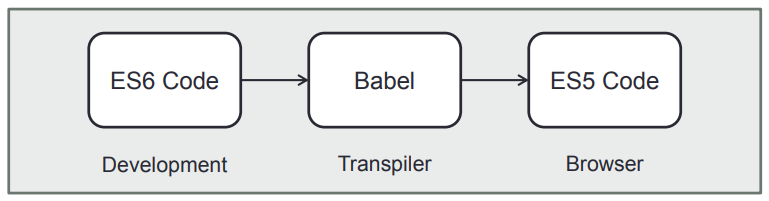 ES6 Code
Babel
ES5 Code
Development
Transpiler
Browser